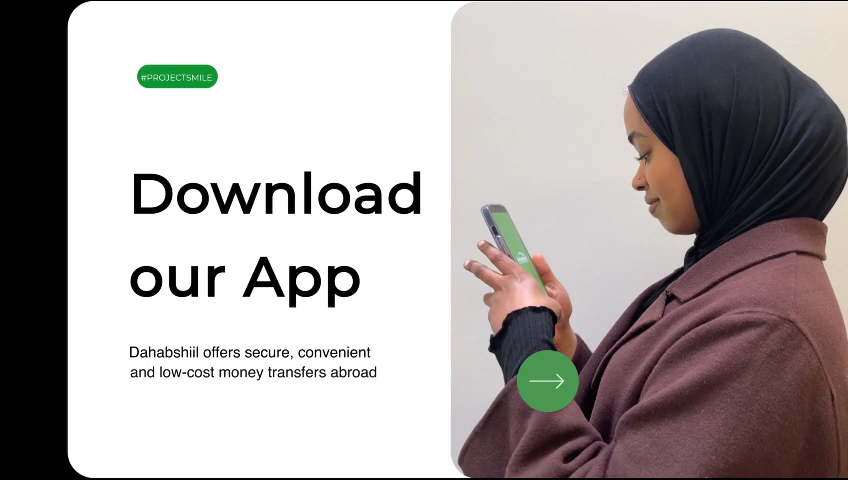 #PROJECTSMILE
Download
our App
Dahabshiil offers secure, convenient
and low-cost money transfers abroad